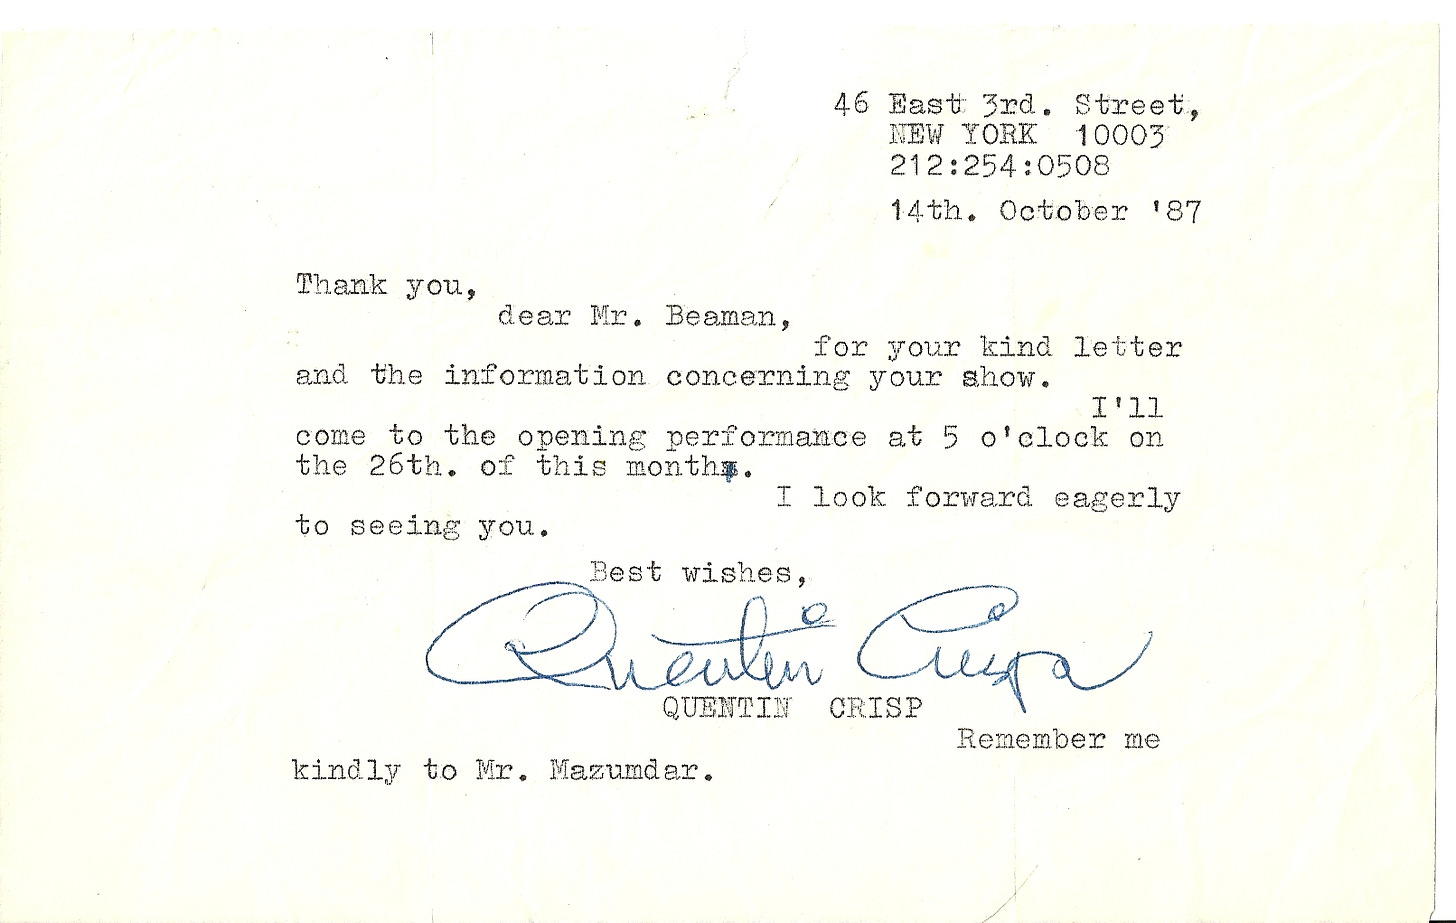 46 East 3rd. Street,
NEW YORK 10003
212:254:0508
14th. October '87
Thank you,
dear Mr. Beaman,
for your kind letter
and the information concerning your show.
I'll
come to the opening performance at 5 o'clock on
the 26th. of this month.
I look forward eagerly
to seeing you.
Best wishes,
Quentin Crisp
QUENTIN CRISP
Remember me
kindly to Mr. Mazumdar.